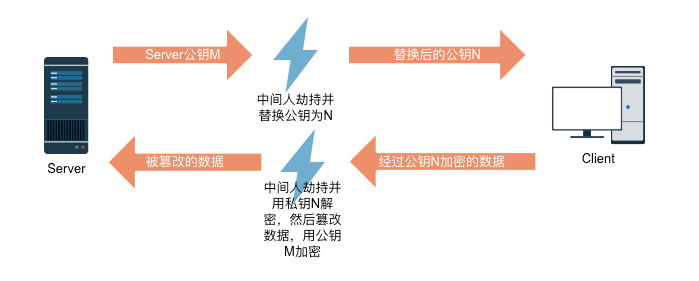 Server公钥M
替换后的公钥N
中间人劫持并
替换公钥为N
Server
Client
被篡改的数据
经过公钥N加密的数据
中间人劫持并
用私钥N解
密，然后篡改
数据，用公钥
M加密